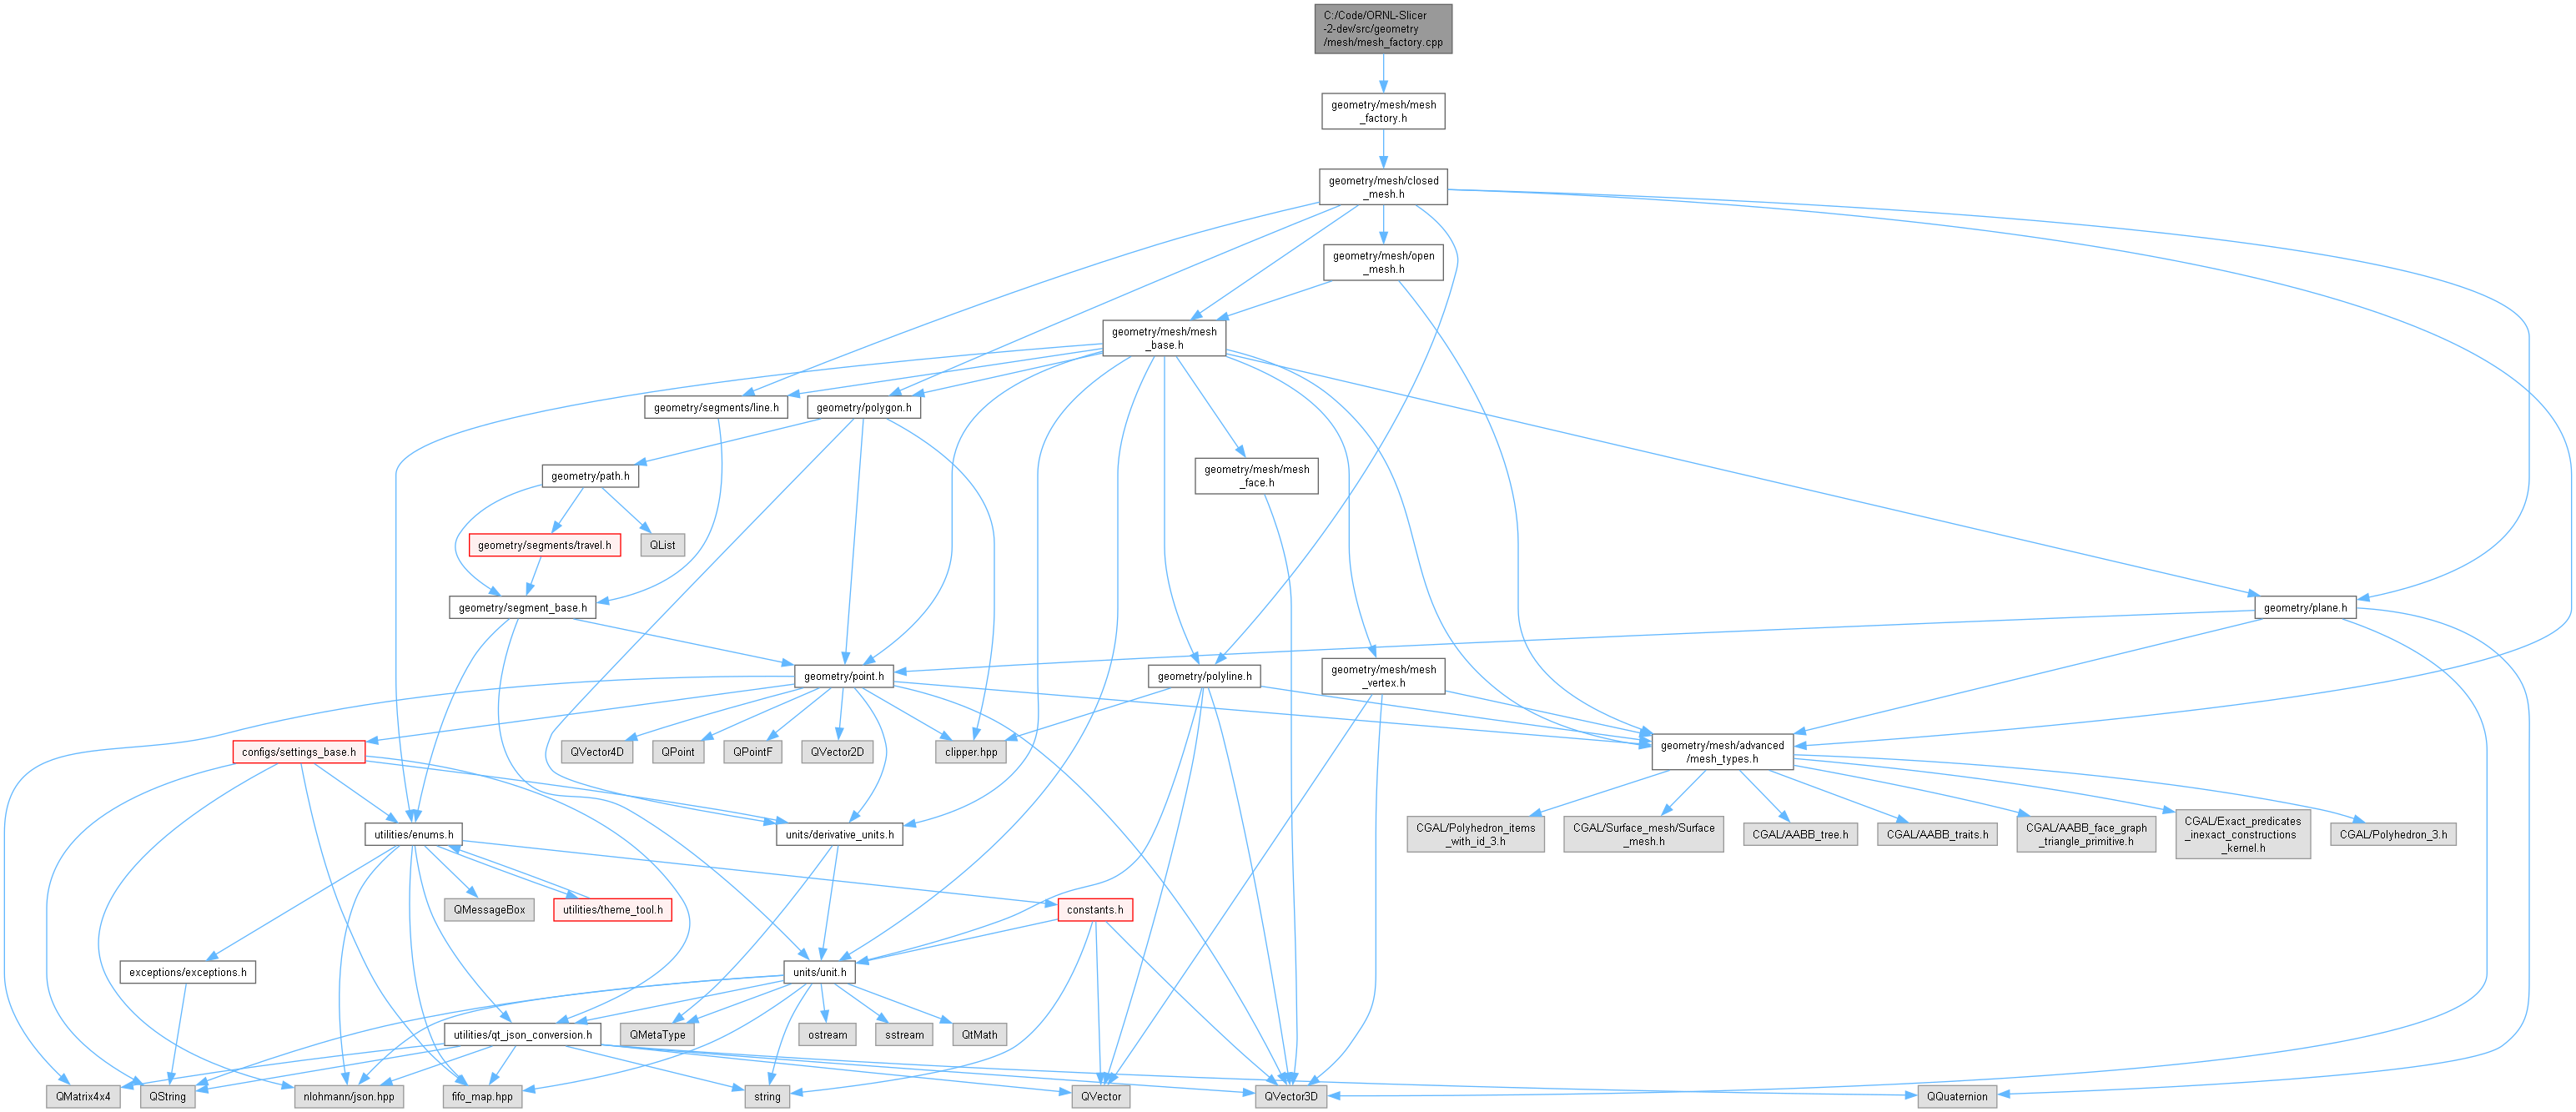 C:/Code/ORNL-Slicer
-2-dev/src/geometry
/mesh/mesh_factory.cpp
geometry/mesh/mesh
_factory.h
geometry/mesh/closed
_mesh.h
geometry/mesh/open
_mesh.h
geometry/mesh/mesh
_base.h
geometry/segments/line.h
geometry/polygon.h
geometry/path.h
geometry/mesh/mesh
_face.h
geometry/segments/travel.h
QList
geometry/segment_base.h
geometry/plane.h
geometry/point.h
geometry/polyline.h
geometry/mesh/mesh
_vertex.h
configs/settings_base.h
QVector4D
QPoint
QPointF
QVector2D
clipper.hpp
geometry/mesh/advanced
/mesh_types.h
utilities/enums.h
units/derivative_units.h
CGAL/Polyhedron_items
_with_id_3.h
CGAL/Surface_mesh/Surface
_mesh.h
CGAL/AABB_tree.h
CGAL/AABB_traits.h
CGAL/AABB_face_graph
_triangle_primitive.h
CGAL/Exact_predicates
_inexact_constructions
_kernel.h
CGAL/Polyhedron_3.h
QMessageBox
utilities/theme_tool.h
constants.h
exceptions/exceptions.h
units/unit.h
utilities/qt_json_conversion.h
QMetaType
ostream
sstream
QtMath
QMatrix4x4
QString
nlohmann/json.hpp
fifo_map.hpp
string
QVector
QVector3D
QQuaternion